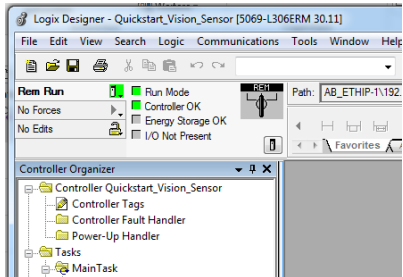 Logix Designer - Quickstart_Vision_Sensor [5069-L306ERM 30.11]
File Edit View Search Logic Communications Tools Window Help
Rem Run
Run Mode
REM
Path: AB_ETHIP-1\192.
No Forces
Controller OK
Energy Storage OK
No Edits
I/O Not Present
Favorites
Controller Organizer
Controller Quickstart_Vision_Sensor
Controller Tags
Controller Fault Handler
Power-Up Handler
Tasks
MainTask